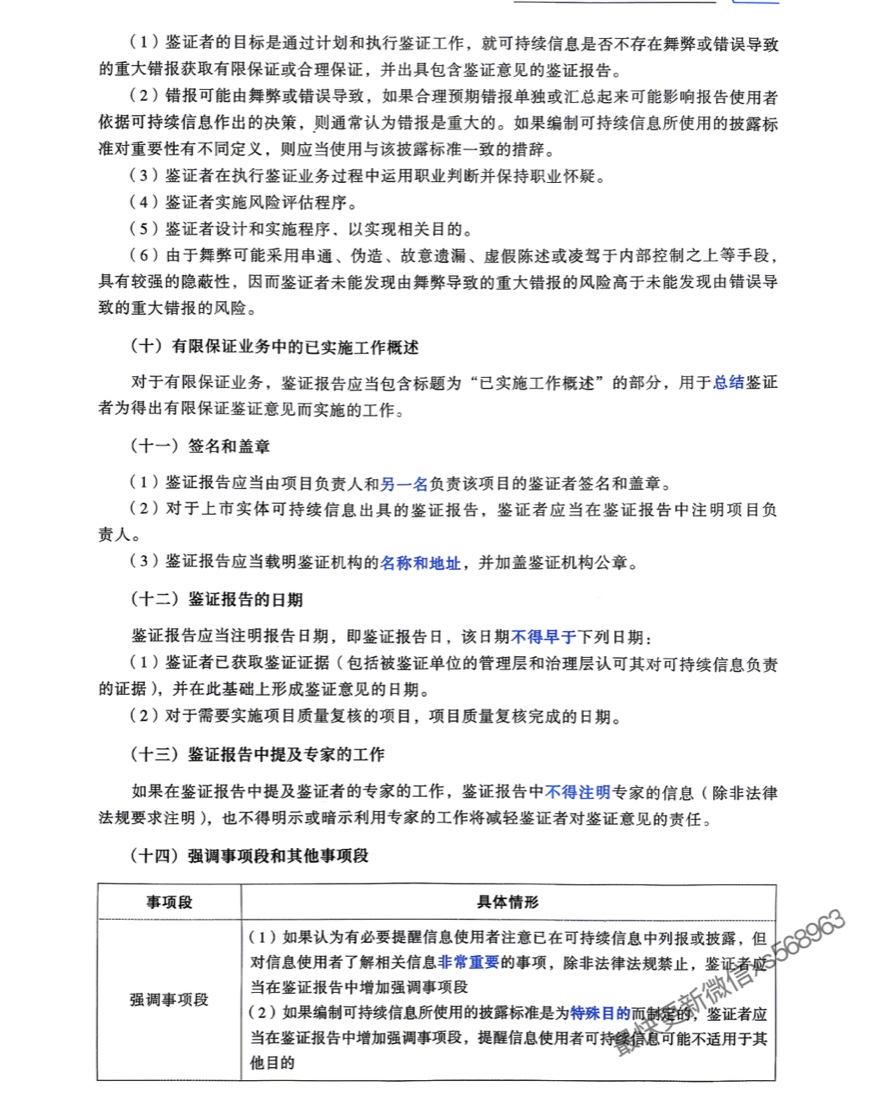 （1）鉴证者的目标是通过计划和执行鉴证工作，就可持续信息是否不存在舞弊或错误导致
的重大错报获取有限保证或合理保证，并出具包含鉴证意见的鉴证报告。
（2）错报可能由舞弊或错误导致，如果合理预期错报单独或汇总起来可能影响报告使用者
依据可持续信息作出的决策，则通常认为错报是重大的。如果编制可持续信息所使用的披露标
准对重要性有不同定义，则应当使用与该披露标准一致的措辞。
（3）鉴证者在执行鉴证业务过程中运用职业判断并保持职业怀疑。
（4）鉴证者实施风险评估程序。
（5）鉴证者设计和实施程序、以实现相关目的。
（6）由于舞弊可能采用串通、伪造、故意遗漏、虚假陈述或凌驾于内部控制之上等手段，
具有较强的隐蔽性，因而鉴证者未能发现由舞弊导致的重大错报的风险高于未能发现由错误导
致的重大错报的风险。
（十）有限保证业务中的已实施工作概述
对于有限保证业务，鉴证报告应当包含标题为“已实施工作概述”的部分，用于总结鉴证
者为得出有限保证鉴证意见而实施的工作。
（十一）签名和盖章
（1）鉴证报告应当由项目负责人和另一名负责该项目的鉴证者签名和盖章。
（2）对于上市实体可持续信息出具的鉴证报告，鉴证者应当在鉴证报告中注明项目负
责人。
（3）鉴证报告应当载明鉴证机构的名称和地址，并加盖鉴证机构公章。
（十二）鉴证报告的日期
鉴证报告应当注明报告日期，即鉴证报告日，该日期不得早于下列日期：
（1）鉴证者已获取鉴证证据（包括被鉴证单位的管理层和治理层认可其对可持续信息负责
的证据），并在此基础上形成鉴证意见的日期。
（2）对于需要实施项目质量复核的项目，项目质量复核完成的日期。
（十三）鉴证报告中提及专家的工作
如果在鉴证报告中提及鉴证者的专家的工作，鉴证报告中不得注明专家的信息（除非法律
法规要求注明），也不得明示或暗示利用专家的工作将减轻鉴证者对鉴证意见的责任。
（十四）强调事项段和其他事项段
事项段 具体情形
强调事项段
（1）如果认为有必要提醒信息使用者注意已在可持续信息中列报或披露，但
对信息使用者了解相关信息非常重要的事项，除非法律法规禁止，鉴证者应
当在鉴证报告中增加强调事项段
（2）如果编制可持续信息所使用的披露标准是为特殊目的而制定的，鉴证者应
当在鉴证报告中增加强调事项段，提醒信息使用者可持续信息可能不适用于其
他目的
最快更新微信xs568963